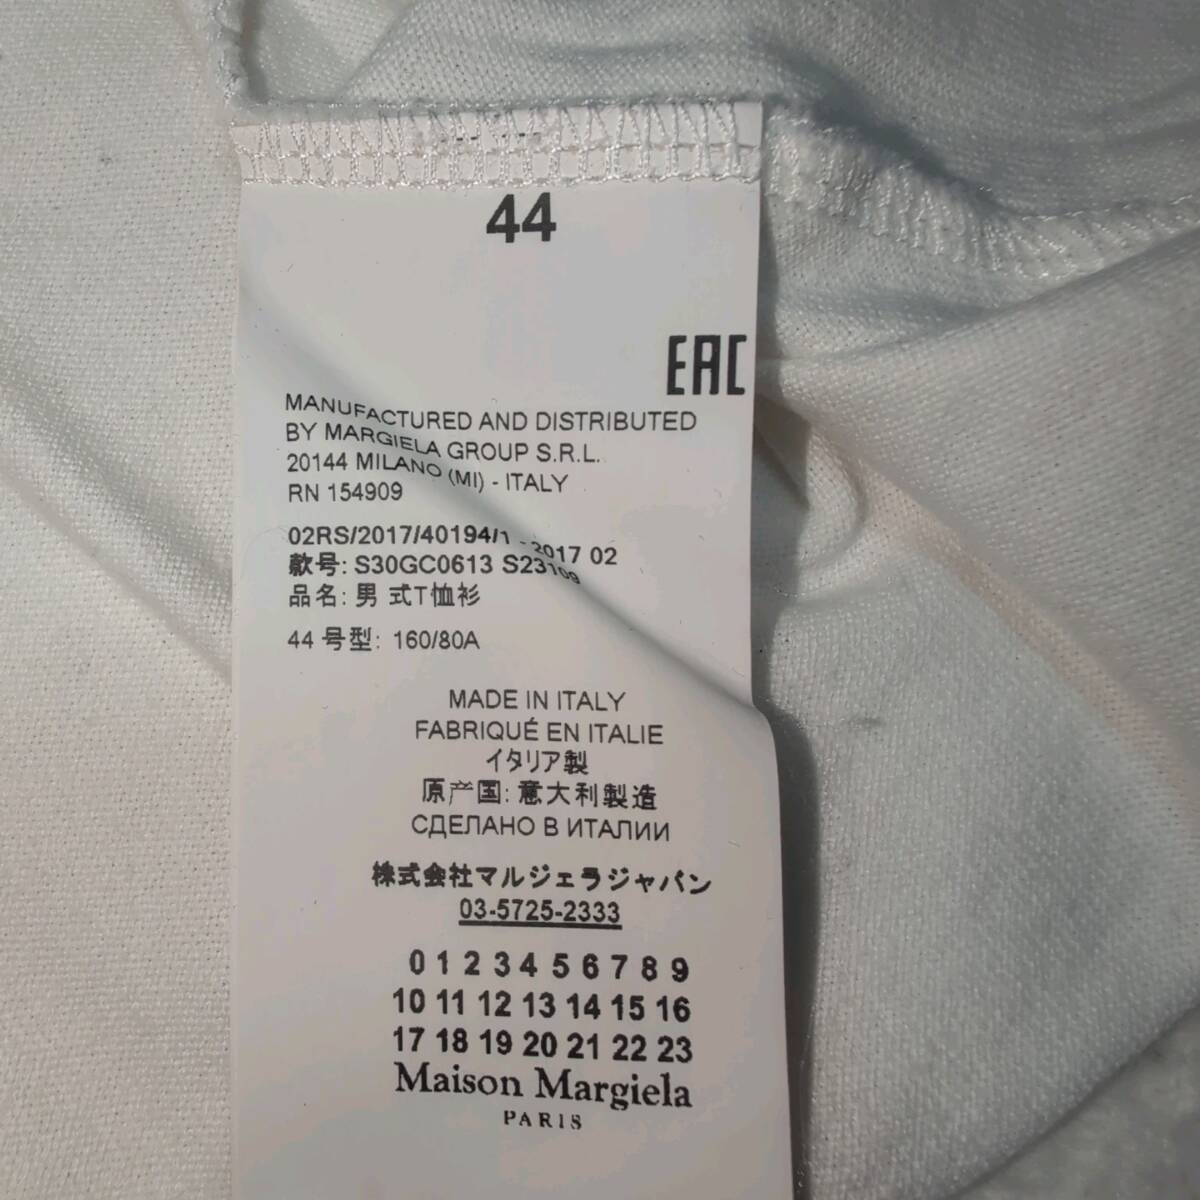 44
EAC
MANUFACTURED AND DISTRIBUTED
BY MARGIELA GROUP S.R.L.
20144 MILANO (MI) - ITALY
RN 154909
02RS/2017/40194/1 - 2017 02
款号: S30GC0613 S23109
品名: 男 式T恤衫
44 号型: 160/80A
MADE IN ITALY
FABRIQUÉ EN ITALIE
イタリア製
原产国: 意大利製造
СДЕЛАНО В ИТАЛИИ
株式会社マルジェラジャパン
03-5725-2333
0 1 2 3 4 5 6 7 8 9
10 11 12 13 14 15 16
17 18 19 20 21 22 23
Maison Margiela
PARIS